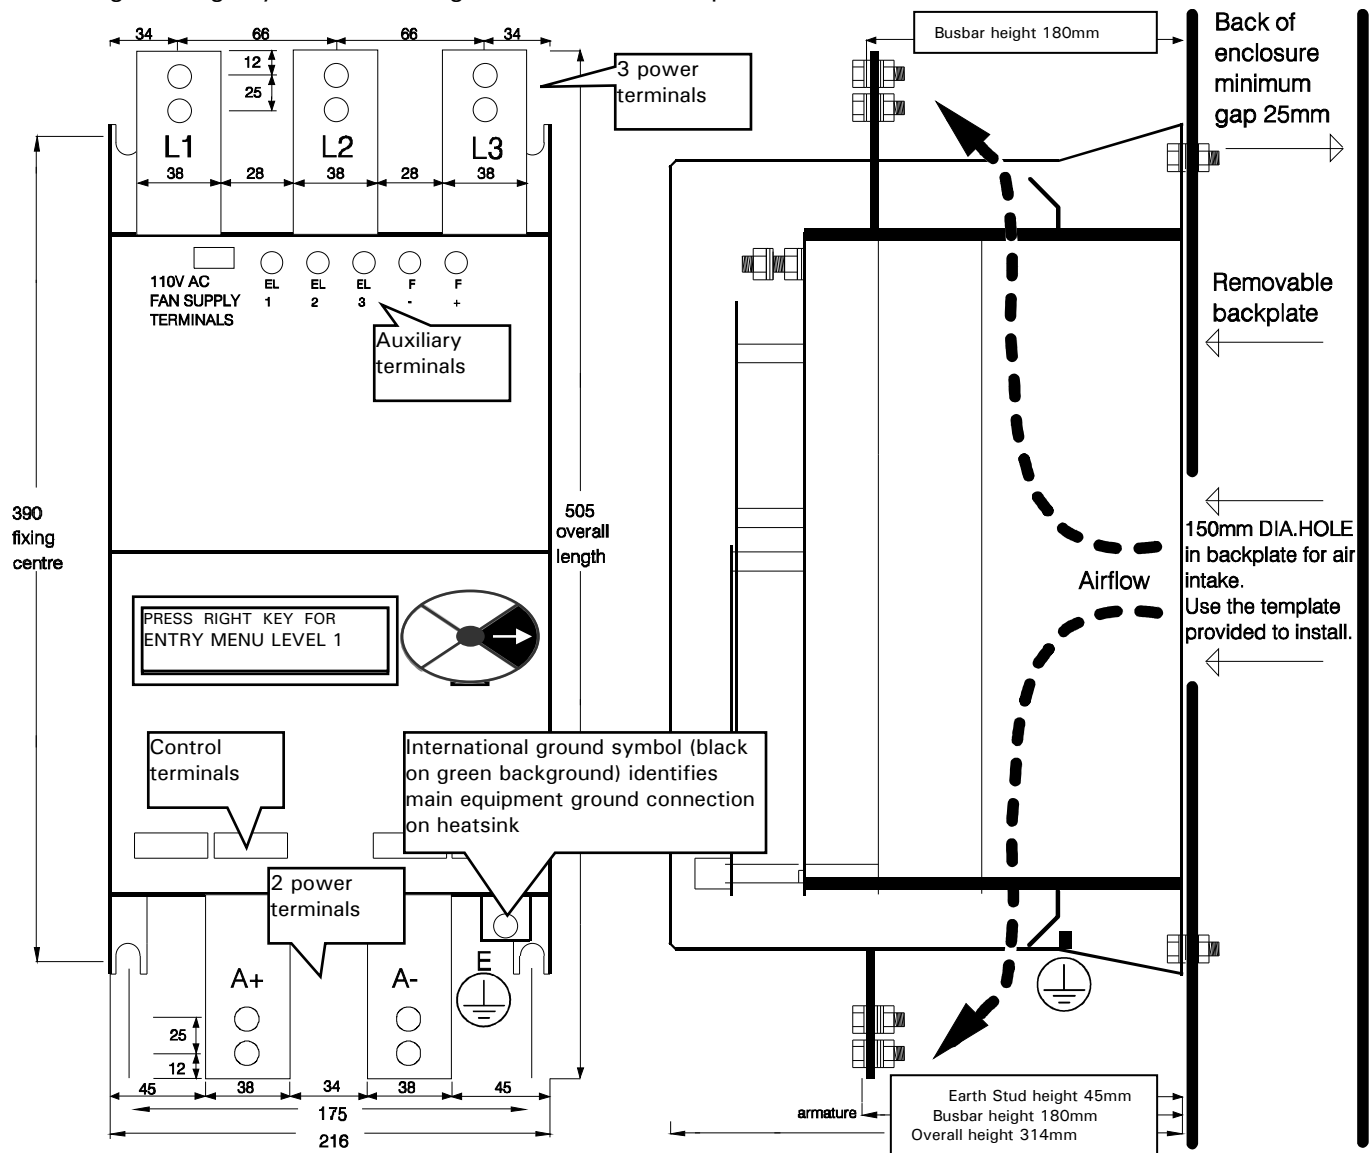 34
66
66
34
12
25
3 power
terminals
L1
L2
L3
38
28
38
28
38
110V AC
FAN SUPPLY
TERMINALS
EL
1
EL
2
EL
3
F
-
F
+
Auxiliary
terminals
390
fixing
centre
505
overall
length
PRESS RIGHT KEY FOR
ENTRY MENU LEVEL 1
Control
terminals
International ground symbol (black
on green background) identifies
main equipment ground connection
on heatsink
2 power
terminals
A+
A-
E
25
12
45
38
34
38
45
175
216
Busbar height 180mm
Back of
enclosure
minimum
gap 25mm
Removable
backplate
150mm DIA.HOLE
in backplate for air
intake.
Use the template
provided to install.
Airflow
armature
Earth Stud height 45mm
Busbar height 180mm
Overall height 314mm